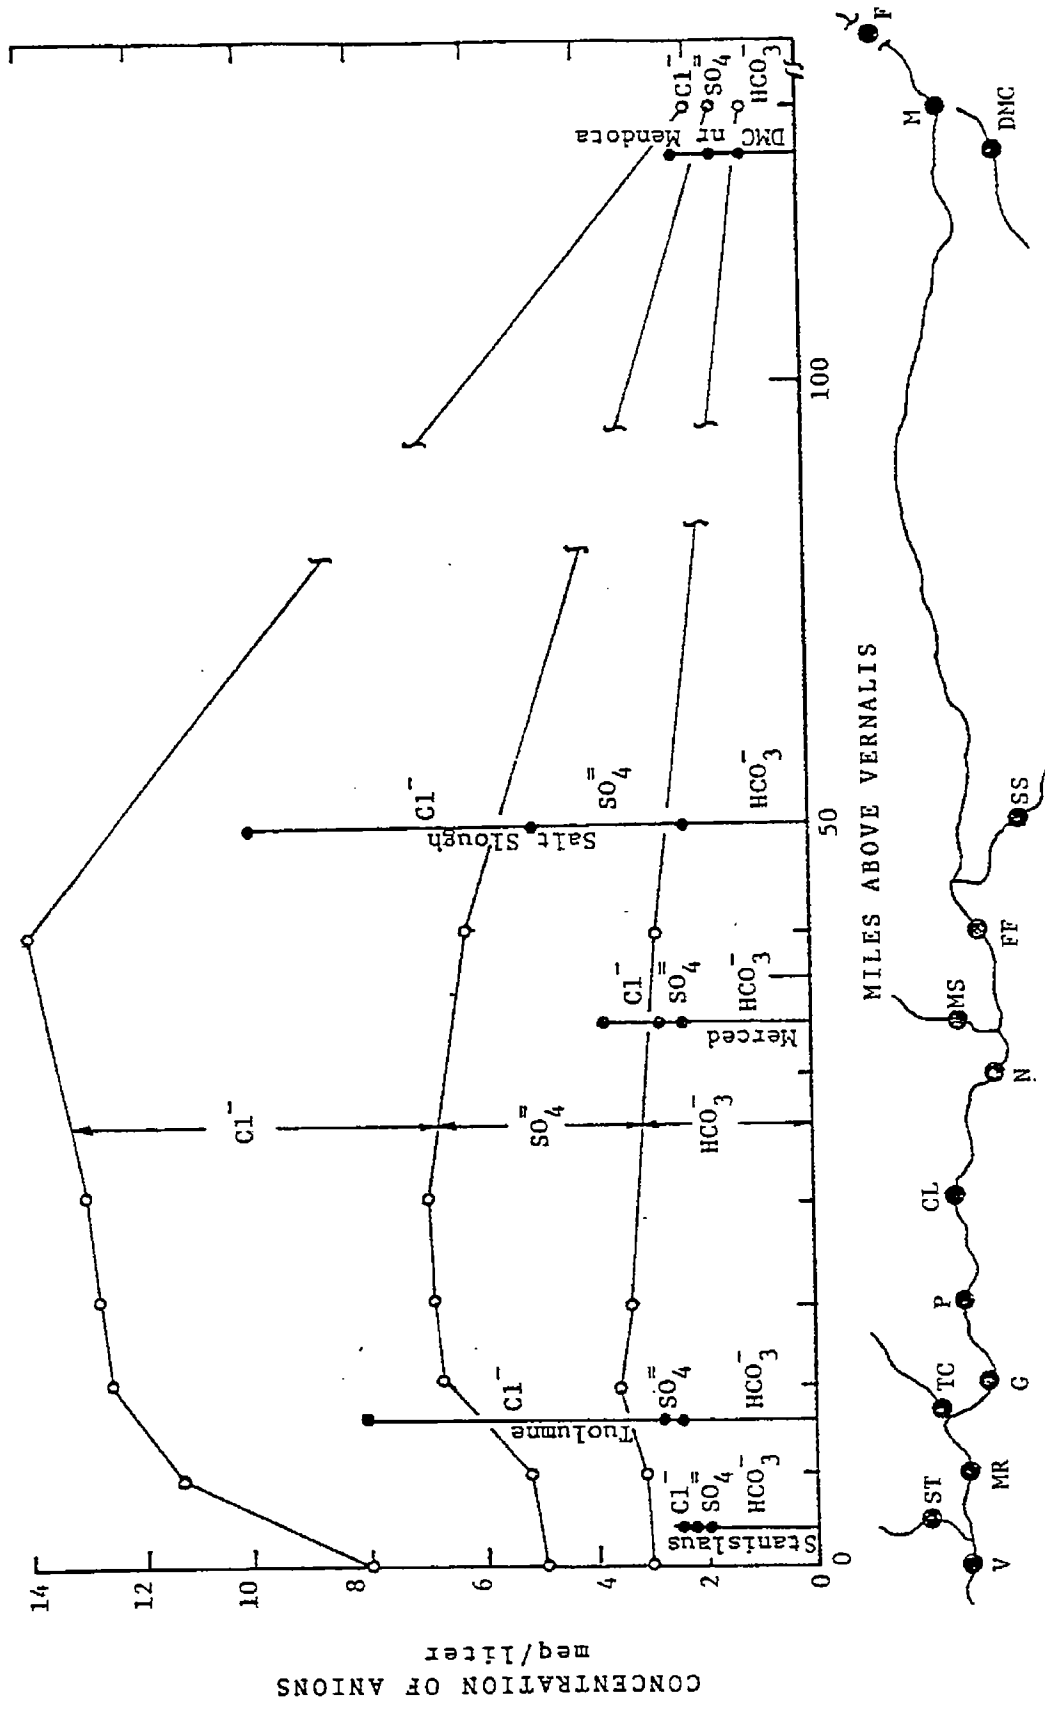 CONCENTRATION OF ANIONS
meq/liter
14
12
10
8
6
4
2
0
Cl⁻
SO₄⁼
HCO₃⁻
Stanislaus
Cl⁻
SO₄⁼
HCO₃⁻
Tuolumne
Cl⁻
SO₄⁼
HCO₃⁻
Cl⁻
SO₄⁼
HCO₃⁻
Merced
Cl⁻
SO₄⁼
HCO₃⁻
Salt Slough
Cl⁻
SO₄⁼
HCO₃⁻
DMC nr Mendota
0
50
100
MILES ABOVE VERNALIS
V
ST
MR
TC
G
P
CL
N
MS
FF
SS
M
DMC
F